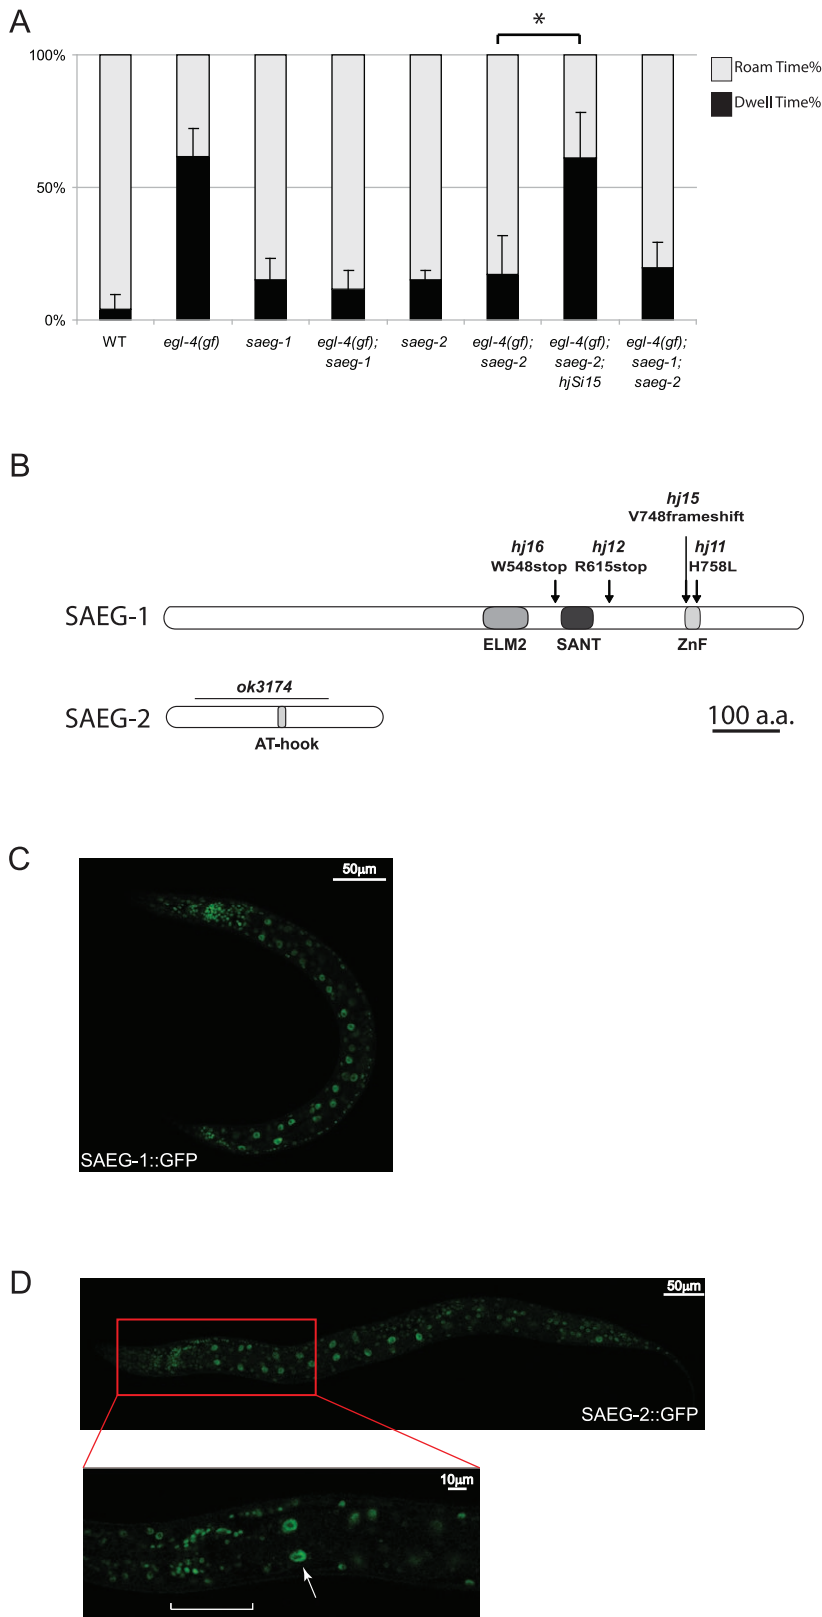 A
*
100%
50%
0%
Roam Time%
Dwell Time%
WT
egl-4(gf)
saeg-1
egl-4(gf);
saeg-1
saeg-2
egl-4(gf);
saeg-2
egl-4(gf);
saeg-2;
hjSi15
egl-4(gf);
saeg-1;
saeg-2
B
hj15
V748frameshift
hj16
W548stop
hj12
R615stop
hj11
H758L
SAEG-1
ELM2
SANT
ZnF
ok3174
SAEG-2
AT-hook
100 a.a.
C
50μm
SAEG-1::GFP
D
50μm
SAEG-2::GFP
10μm